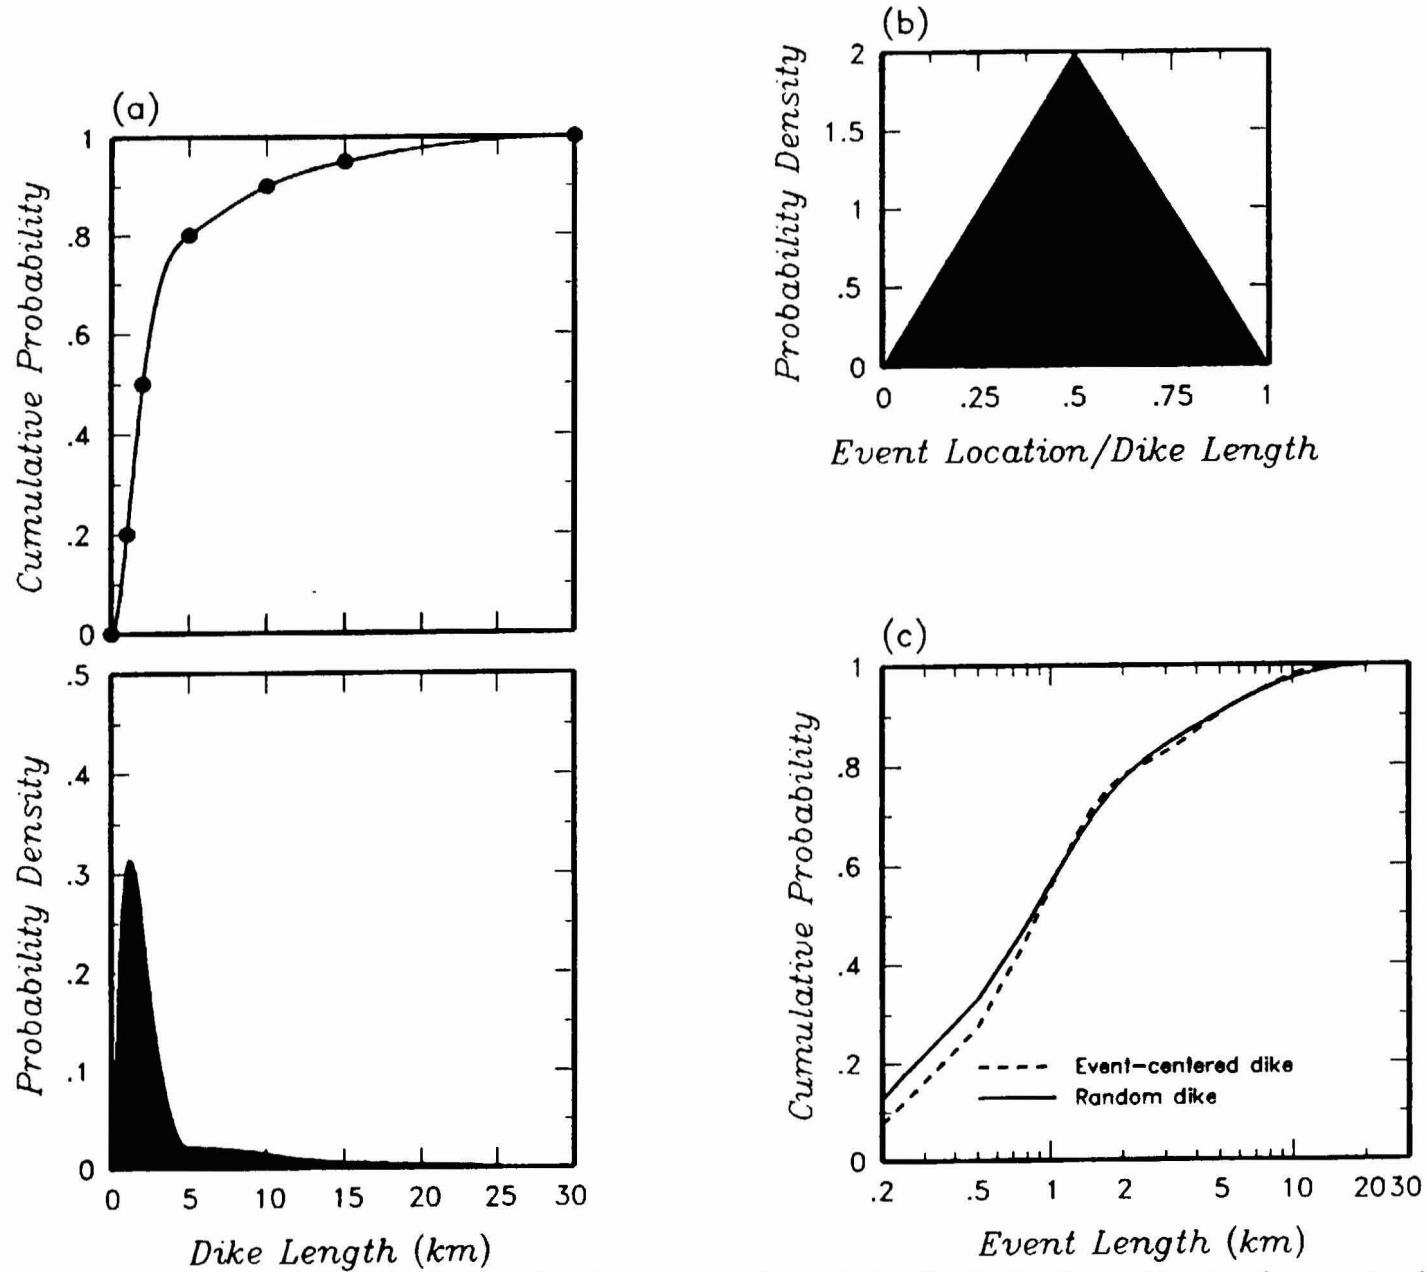 (a)
Cumulative Probability
1
.8
.6
.4
.2
0
Probability Density
.5
.4
.3
.2
.1
0
0 5 10 15 20 25 30
Dike Length (km)
(b)
Probability Density
2
1.5
1
.5
0
0 .25 .5 .75 1
Event Location/Dike Length
(c)
Cumulative Probability
1
.8
.6
.4
.2
0
Event-centered dike
Random dike
.2 .5 1 2 5 10 20 30
Event Length (km)